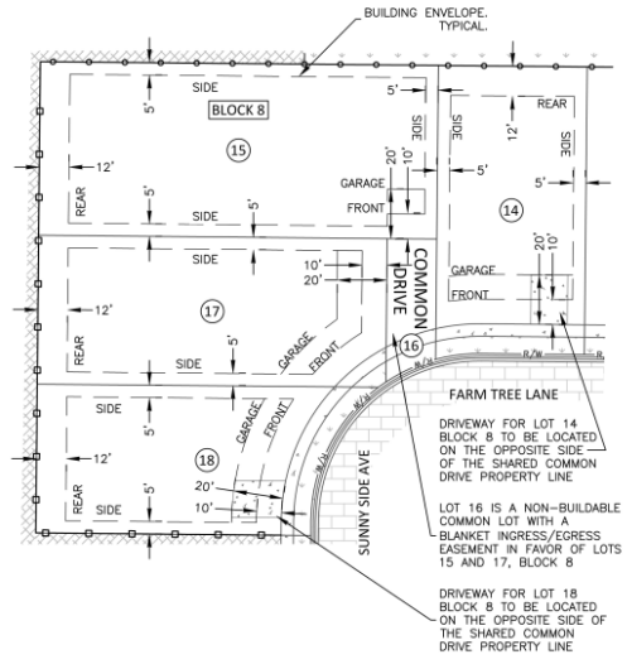 BUILDING ENVELOPE,
TYPICAL.
SIDE
5'
BLOCK 8
15
5'
SIDE
20'
10'
GARAGE
FRONT
12'
REAR
5'
SIDE
5'
SIDE
12'
REAR
SIDE
5'
5'
14
20'
10'
GARAGE
FRONT
SIDE
5'
10'
20'
12'
REAR
17
GARAGE
FRONT
SIDE
5'
COMMON
DRIVE
16
R/W
R/W
R/W
R/W
R
FARM TREE LANE
SUNNY SIDE AVE
SIDE
5'
12'
REAR
18
GARAGE
FRONT
20'
10'
SIDE
5'
DRIVEWAY FOR LOT 14
BLOCK 8 TO BE LOCATED
ON THE OPPOSITE SIDE
OF THE SHARED COMMON
DRIVE PROPERTY LINE
LOT 16 IS A NON-BUILDABLE
COMMON LOT WITH A
BLANKET INGRESS/EGRESS
EASEMENT IN FAVOR OF LOTS
15 AND 17, BLOCK 8
DRIVEWAY FOR LOT 18
BLOCK 8 TO BE LOCATED
ON THE OPPOSITE SIDE OF
THE SHARED COMMON
DRIVE PROPERTY LINE